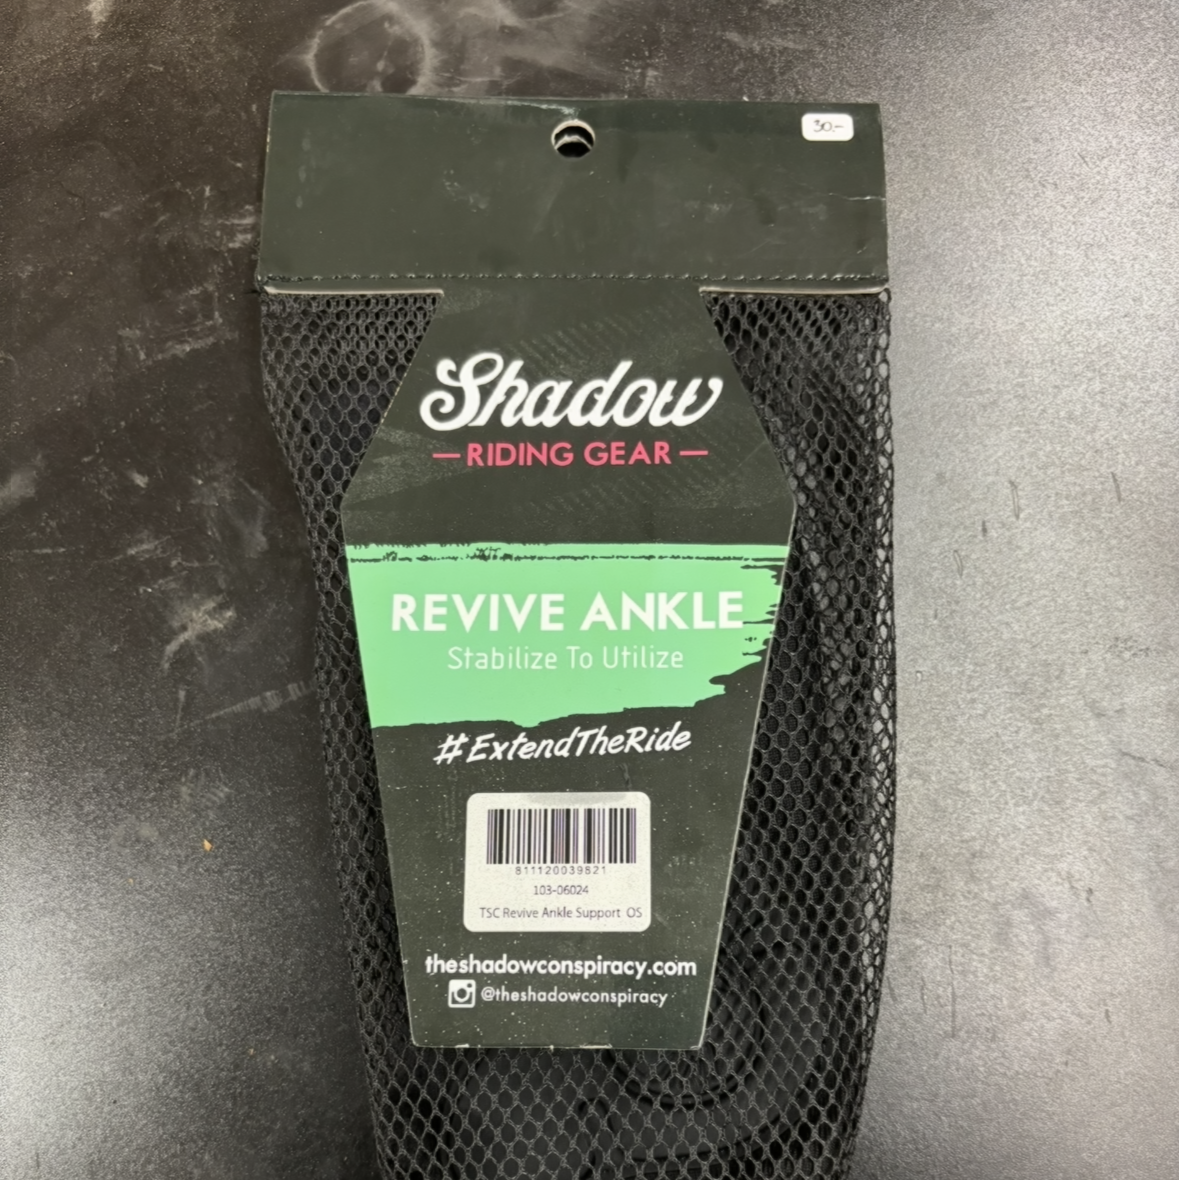 30.-
Shadow
— RIDING GEAR —
REVIVE ANKLE
Stabilize To Utilize
#ExtendTheRide
811120039821
103-06024
TSC Revive Ankle Support OS
theshadowconspiracy.com
@theshadowconspiracy